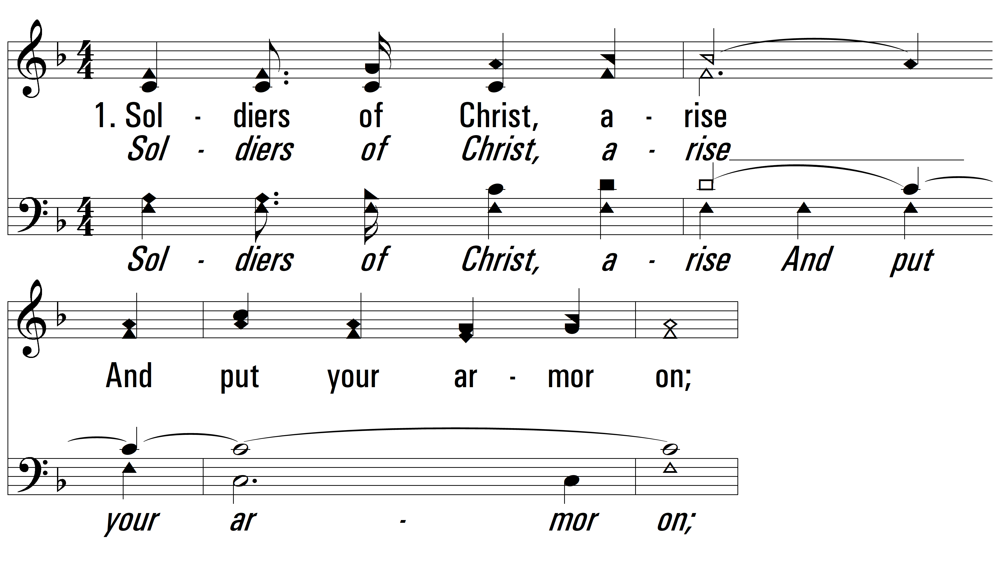 1. Sol - diers of Christ, a - rise
Sol - diers of Christ, a - rise
Sol - diers of Christ, a - rise And put
And put your ar - mor on;
your ar - mor on;